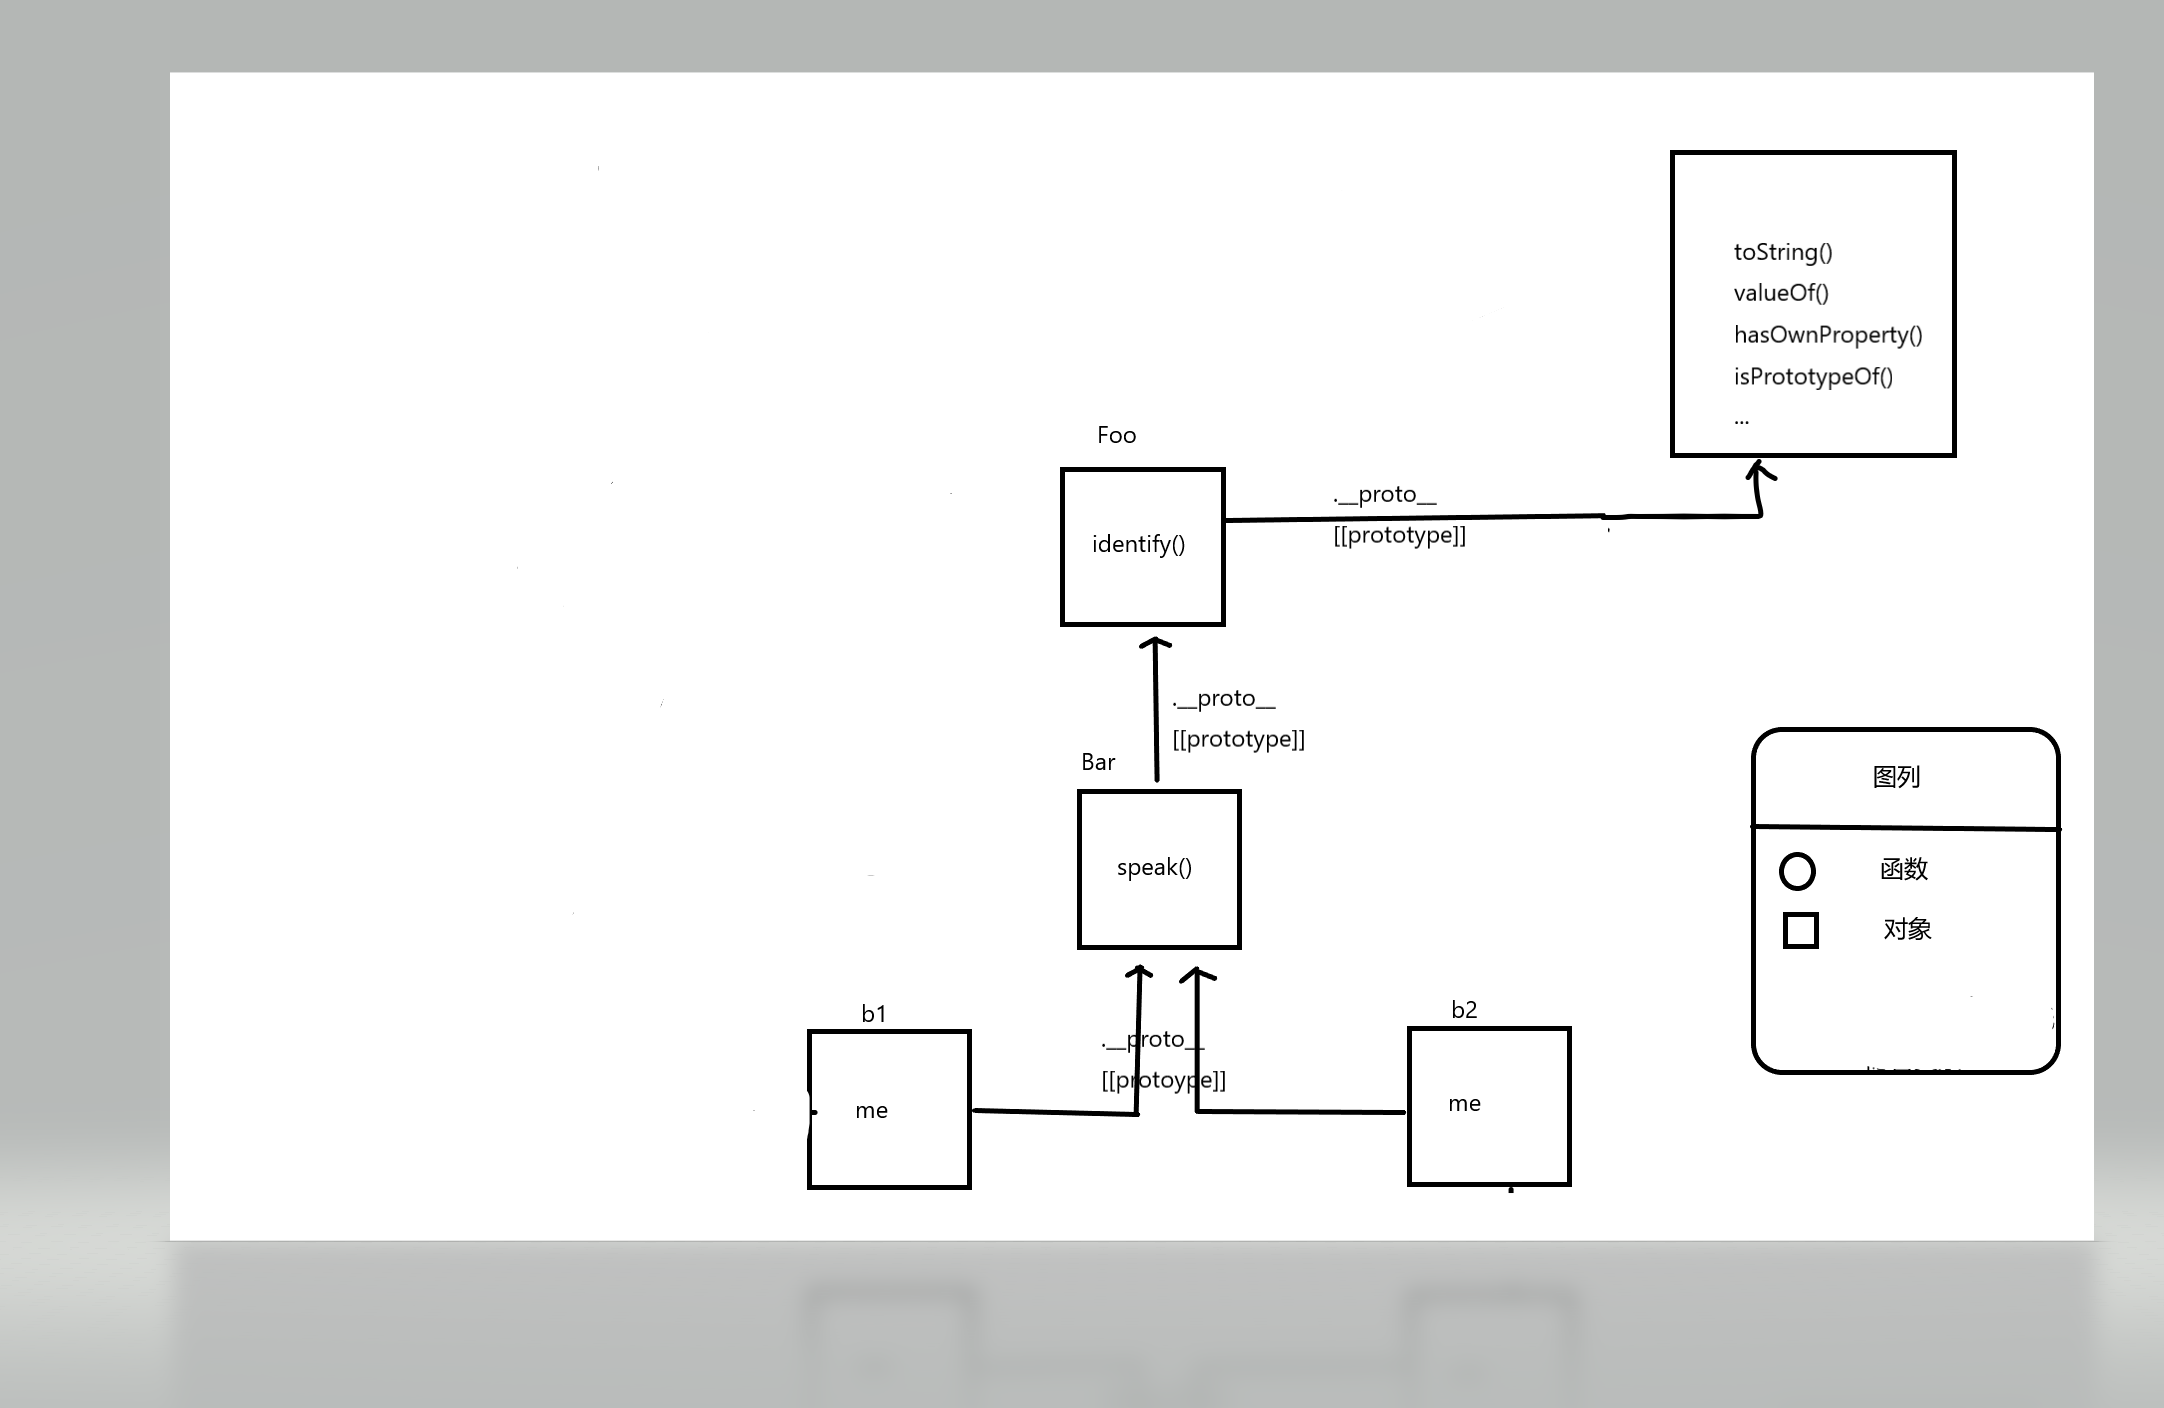 toString()
valueOf()
hasOwnProperty()
isPrototypeOf()
...
Foo
identify()
.__proto__
[[prototype]]
.__proto__
[[prototype]]
Bar
speak()
b1
me
.__proto__
[[protoype]]
b2
me
图列
函数
对象